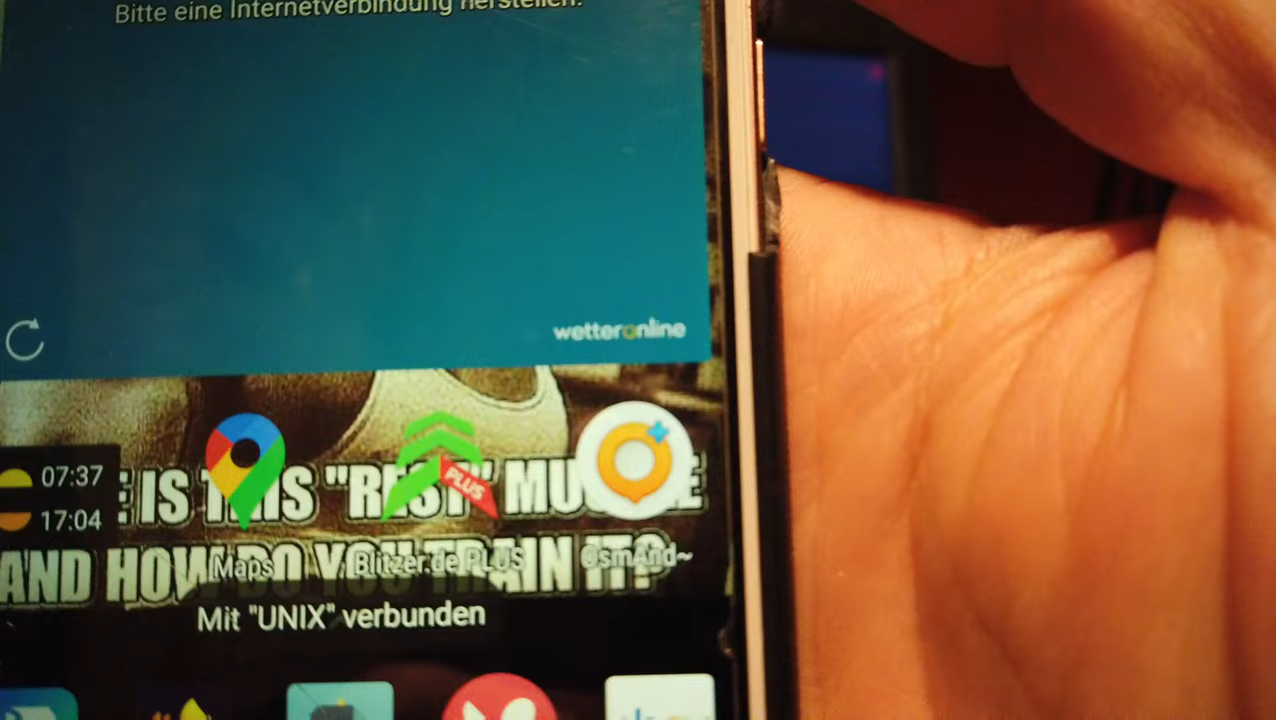 Bitte eine Internetverbindung herstellen.
wetteronline
07:37
17:04
IS THIS "REST" MU
AND HOW DO YOU TRAIN IT?
PLUS
Maps
Blitzer.de PLUS
OsmAnd~
Mit "UNIX" verbunden